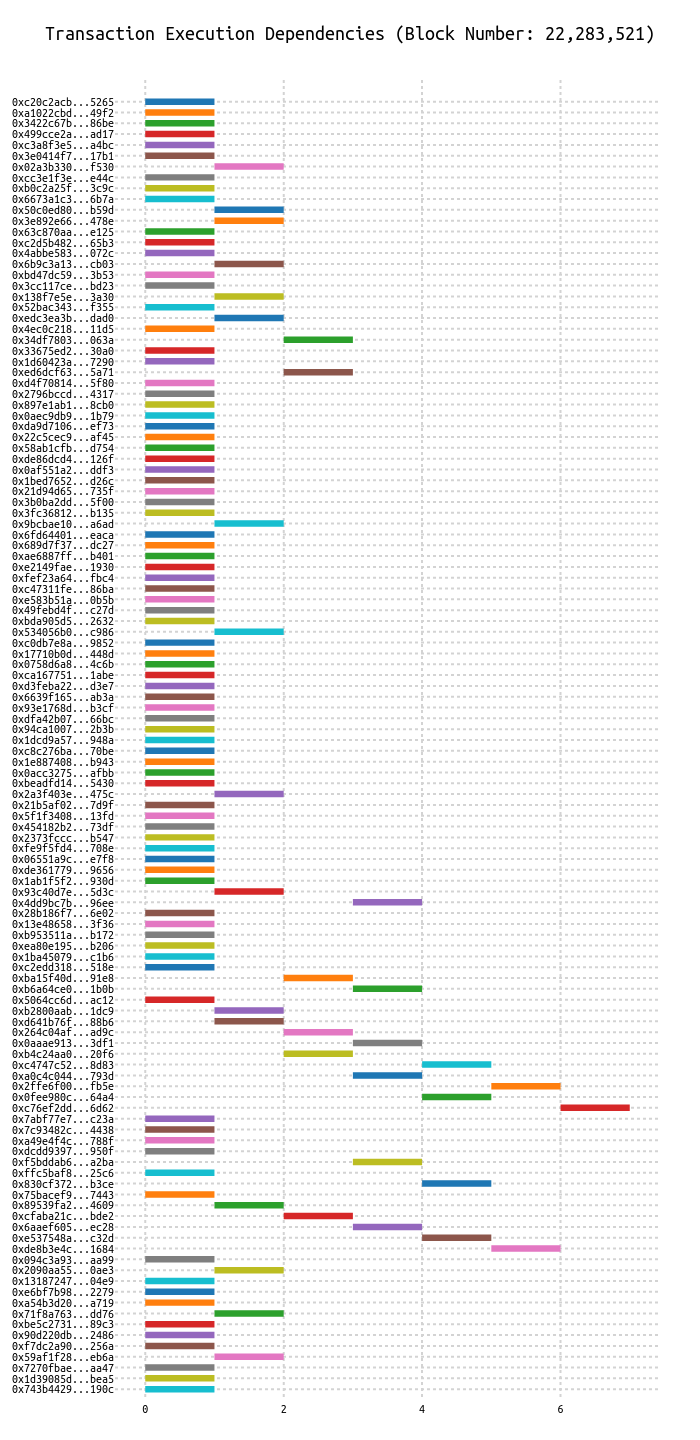 Transaction Execution Dependencies (Block Number: 22,283,521)
0xc20c2acb...5265
0xa1022cbd...49f2
0x3422c67b...86be
0x499cce2a...ad17
0xc3a8f3e5...a4bc
0x3e0414f7...17b1
0x02a3b330...f530
0xcc3e1f3e...e44c
0xb0c2a25f...3c9c
0x6673a1c3...6b7a
0x50c0ed80...b59d
0x3e892e66...478e
0x63c870aa...e125
0xc2d5b482...65b3
0x4abbe583...072c
0x6b9c3a13...cb03
0xbd47dc59...3b53
0x3cc117ce...bd23
0x138f7e5e...3a30
0x52bac343...f355
0xedc3ea3b...dad0
0x4ec0c218...11d5
0x34df7803...063a
0x33675ed2...30a0
0x1d60423a...7290
0xed6dcf63...5a71
0xd4f70814...5f80
0x2796bccd...4317
0x897e1ab1...8cb0
0x0aec9db9...1b79
0xda9d7106...ef73
0x22c5cec9...af45
0x58ab1cfb...d754
0xde86dcd4...126f
0x0af551a2...ddf3
0x1bed7652...d26c
0x21d94d65...735f
0x3b0ba2dd...5f00
0x3fc36812...b135
0x9bcbae10...a6ad
0x6fd64401...eaca
0x689d7f37...dc27
0xae6887ff...b401
0xe2149fae...1930
0xfef23a64...fbc4
0xc47311fe...86ba
0xe583b51a...0b5b
0x49febd4f...c27d
0xbda905d5...2632
0x534056b0...c986
0xc0db7e8a...9852
0x17710b0d...448d
0x0758d6a8...4c6b
0xca167751...1abe
0xd3feba22...d3e7
0x6639f165...ab3a
0x93e1768d...b3cf
0xdfa42b07...66bc
0x94ca1007...2b3b
0x1dcd9a57...948a
0xc8c276ba...70be
0x1e887408...b943
0x0acc3275...afbb
0xbeadfd14...5430
0x2a3f403e...475c
0x21b5af02...7d9f
0x5f1f3408...13fd
0x454182b2...73df
0x2373fccc...b547
0xfe9f5fd4...708e
0x06551a9c...e7f8
0xde361779...9656
0x1ab1f5f2...930d
0x93c40d7e...5d3c
0x4dd9bc7b...96ee
0x28b186f7...6e02
0x13e48658...3f36
0xb953511a...b172
0xea80e195...b206
0x1ba45079...c1b6
0xc2edd318...518e
0xba15f40d...91e8
0xb6a64ce0...1b0b
0x5064cc6d...ac12
0xb2800aab...1dc9
0xd641b76f...88b6
0x264c04af...ad9c
0x0aaae913...3df1
0xb4c24aa0...20f6
0xc4747c52...8d83
0xa0c4c044...793d
0x2ffe6f00...fb5e
0x0fee980c...64a4
0xc76ef2dd...6d62
0x7abf77e7...c23a
0x7c93482c...4438
0xa49e4f4c...788f
0xdcdd9397...950f
0xf5bddab6...a2ba
0xffc5baf8...25c6
0x830cf372...b3ce
0x75bacef9...7443
0x89539fa2...4609
0xcfaba21c...bde2
0x6aaef605...ec28
0xe537548a...c32d
0xde8b3e4c...1684
0x094c3a93...aa99
0x2090aa55...0ae3
0x13187247...04e9
0xe6bf7b98...2279
0xa54b3d20...a719
0x71f8a763...dd76
0xbe5c2731...89c3
0x90d220db...2486
0xf7dc2a90...256a
0x59af1f28...eb6a
0x7270fbae...aa47
0x1d39085d...bea5
0x743b4429...190c
0 2 4 6